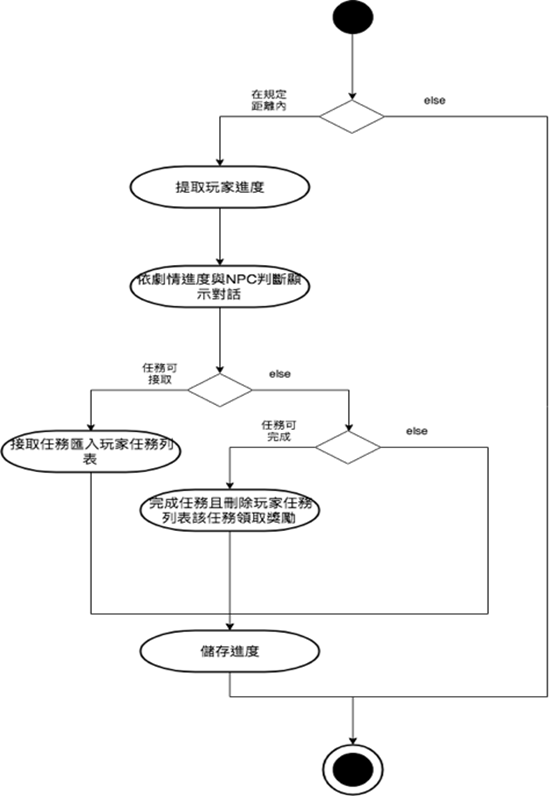 在規定
距離內
else
提取玩家進度
依劇情進度與NPC判斷顯
示對話
任務可
接取
else
任務可
完成
else
接取任務匯入玩家任務列
表
完成任務且刪除玩家任務
列表該任務領取獎勵
儲存進度